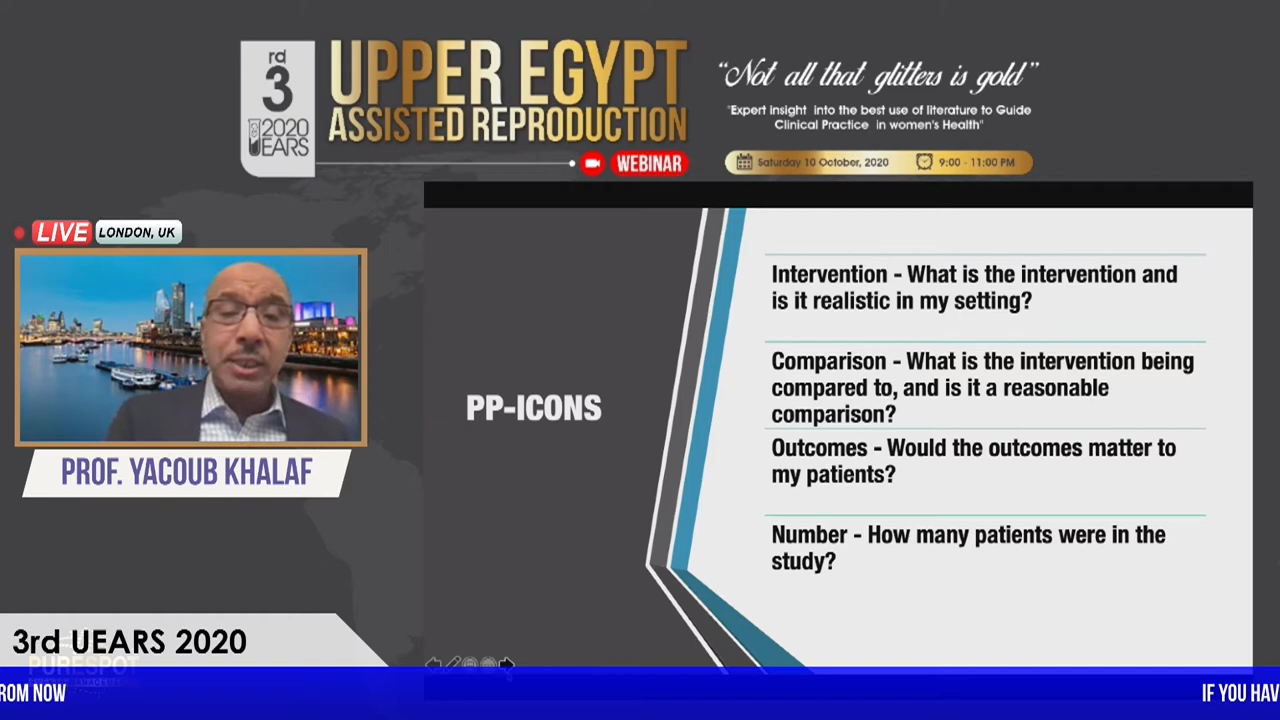 rd
3
2020
UEARS
UPPER EGYPT
ASSISTED REPRODUCTION
WEBINAR
“Not all that glitters is gold”
"Expert insight into the best use of literature to Guide
Clinical Practice in women's Health"
Saturday 10 October, 2020
9:00 - 11:00 PM
LIVE
LONDON, UK
PROF. YACOUB KHALAF
PP-ICONS
Intervention - What is the intervention and
is it realistic in my setting?
Comparison - What is the intervention being
compared to, and is it a reasonable
comparison?
Outcomes - Would the outcomes matter to
my patients?
Number - How many patients were in the
study?
3rd UEARS 2020
PURESPOT
ROM NOW
IF YOU HAV